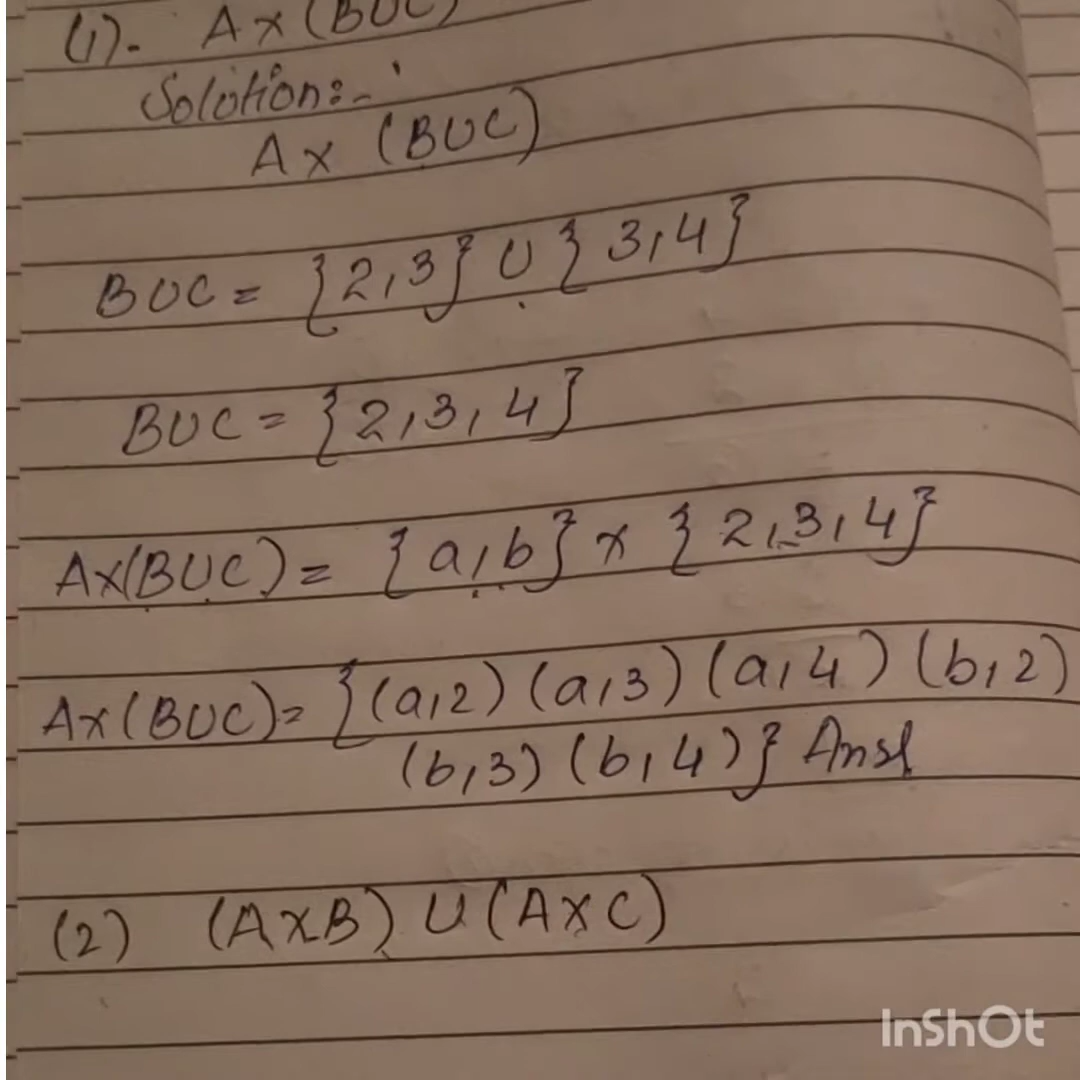 (1). A x (BUC)
Solution:-
A x (BUC)
BUC = {2,3} U { 3,4}
BUC = {2,3,4}
Ax(BUC) = {a,b} x { 2,3,4}
Ax(BUC) = {(a,2) (a,3) (a,4) (b,2)
(b,3) (b,4)} Ans
(2) (AxB) U (AxC)
InShOt